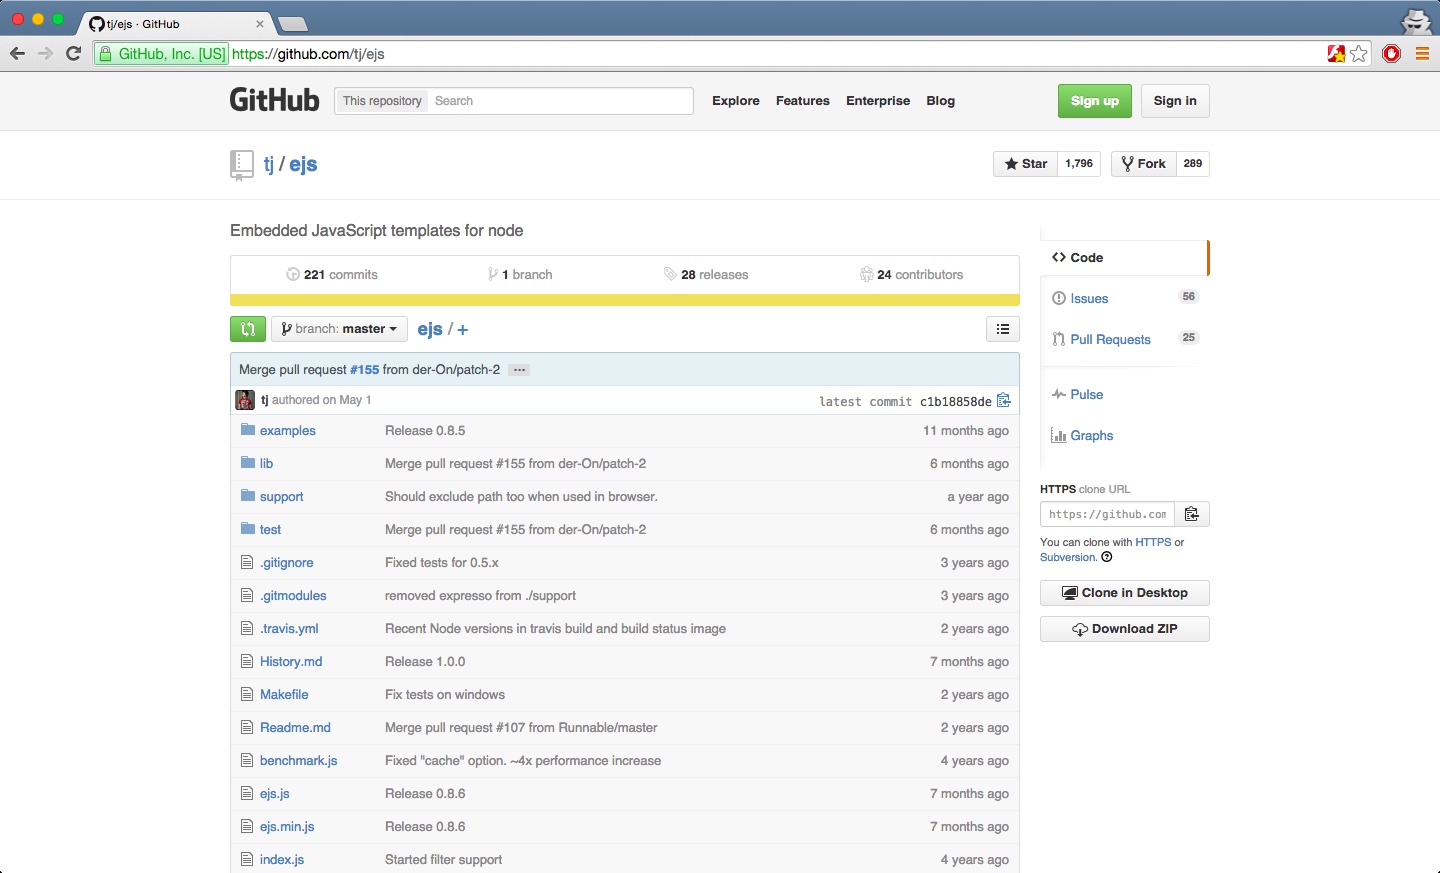 tj/ejs · GitHub
GitHub, Inc. [US] https://github.com/tj/ejs
GitHub This repository Search Explore Features Enterprise Blog Sign up Sign in
tj / ejs Star 1,796 Fork 289
Embedded JavaScript templates for node
221 commits 1 branch 28 releases 24 contributors
branch: master ejs / +
Merge pull request #155 from der-On/patch-2 ...
tj authored on May 1 latest commit c1b18858de
examples Release 0.8.5 11 months ago
lib Merge pull request #155 from der-On/patch-2 6 months ago
support Should exclude path too when used in browser. a year ago
test Merge pull request #155 from der-On/patch-2 6 months ago
.gitignore Fixed tests for 0.5.x 3 years ago
.gitmodules removed expresso from ./support 3 years ago
.travis.yml Recent Node versions in travis build and build status image 2 years ago
History.md Release 1.0.0 7 months ago
Makefile Fix tests on windows 2 years ago
Readme.md Merge pull request #107 from Runnable/master 2 years ago
benchmark.js Fixed "cache" option. ~4x performance increase 4 years ago
ejs.js Release 0.8.6 7 months ago
ejs.min.js Release 0.8.6 7 months ago
index.js Started filter support 4 years ago
Code
Issues 56
Pull Requests 25
Pulse
Graphs
HTTPS clone URL
https://github.com
You can clone with HTTPS or
Subversion.
Clone in Desktop
Download ZIP